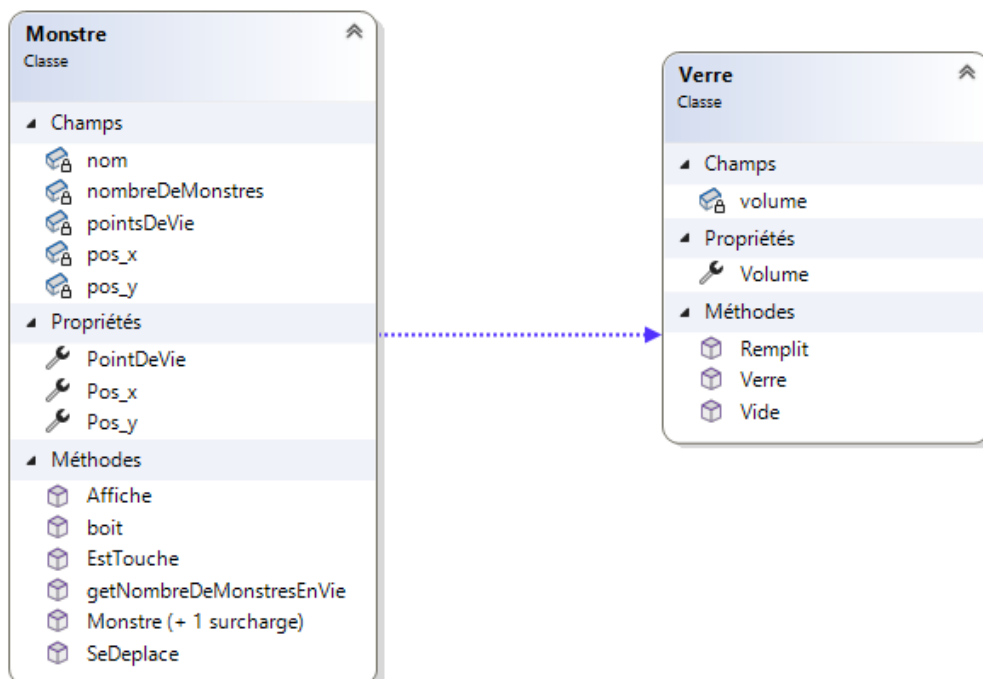 Monstre
Classe
Champs
nom
nombreDeMonstres
pointsDeVie
pos_x
pos_y
Propriétés
PointDeVie
Pos_x
Pos_y
Méthodes
Affiche
boit
EstTouche
getNombreDeMonstresEnVie
Monstre (+ 1 surcharge)
SeDeplace
Verre
Classe
Champs
volume
Propriétés
Volume
Méthodes
Remplit
Verre
Vide